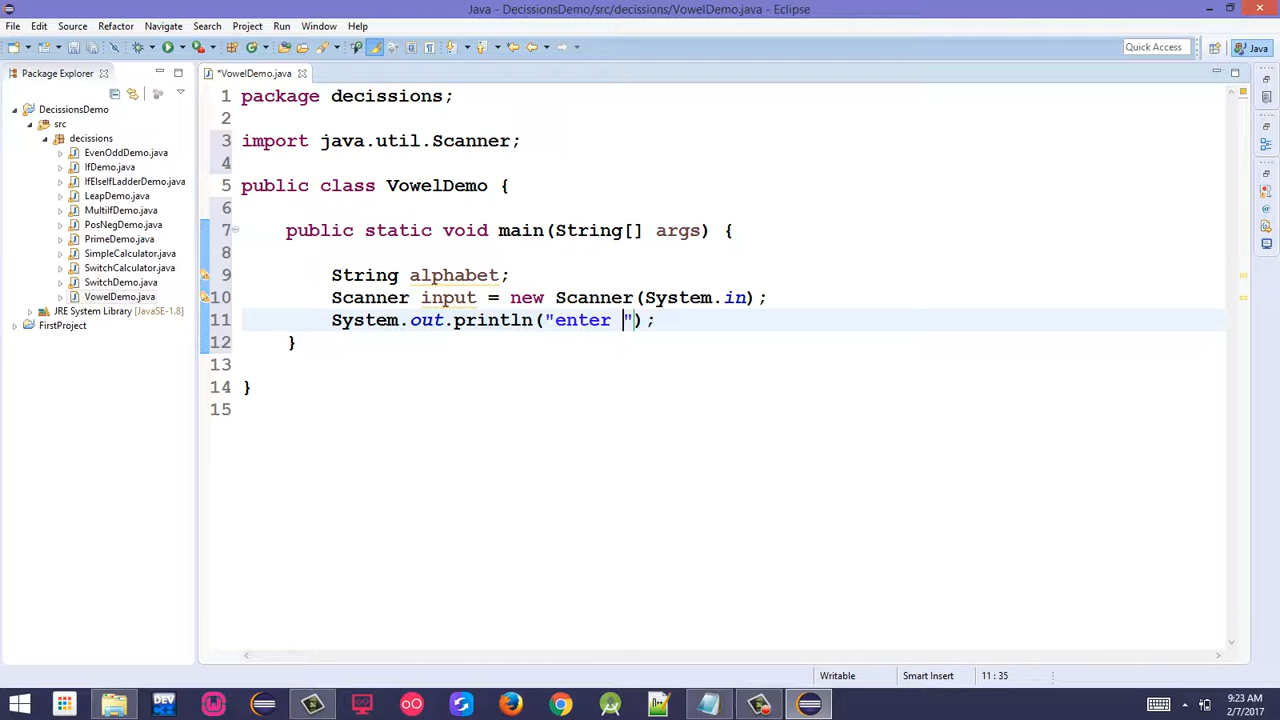 Java - DecissionsDemo/src/decissions/VowelDemo.java - Eclipse
File Edit Source Refactor Navigate Search Project Run Window Help
Quick Access
Java
Package Explorer
*VowelDemo.java
DecissionsDemo
src
decissions
EvenOddDemo.java
IfDemo.java
IfElseIfLadderDemo.java
LeapDemo.java
MultiIfDemo.java
PosNegDemo.java
PrimeDemo.java
SimpleCalculator.java
SwitchCalculator.java
SwitchDemo.java
VowelDemo.java
JRE System Library [JavaSE-1.8]
FirstProject
1 package decissions;
2
3 import java.util.Scanner;
4
5 public class VowelDemo {
6
7 public static void main(String[] args) {
8
9 String alphabet;
10 Scanner input = new Scanner(System.in);
11 System.out.println("enter ");
12 }
13
14 }
15
Writable
Smart Insert
11 : 35
DEV
9:23 AM
2/7/2017